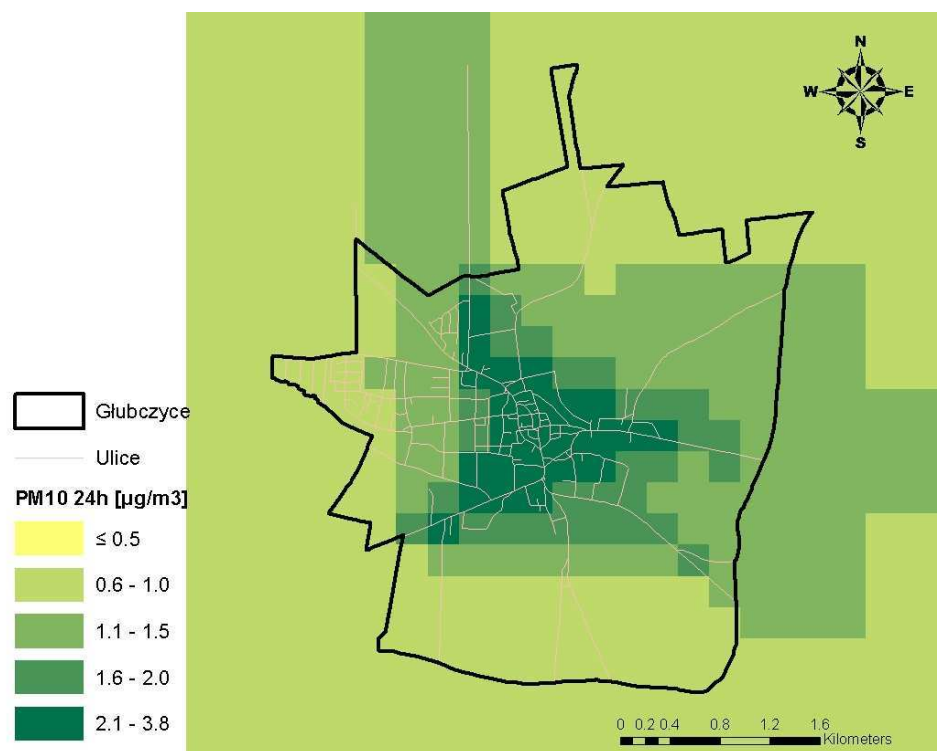 N
W E
S
Głubczyce
Ulice
PM10 24h [µg/m3]
≤ 0.5
0.6 - 1.0
1.1 - 1.5
1.6 - 2.0
2.1 - 3.8
0 0.2 0.4 0.8 1.2 1.6
Kilometers